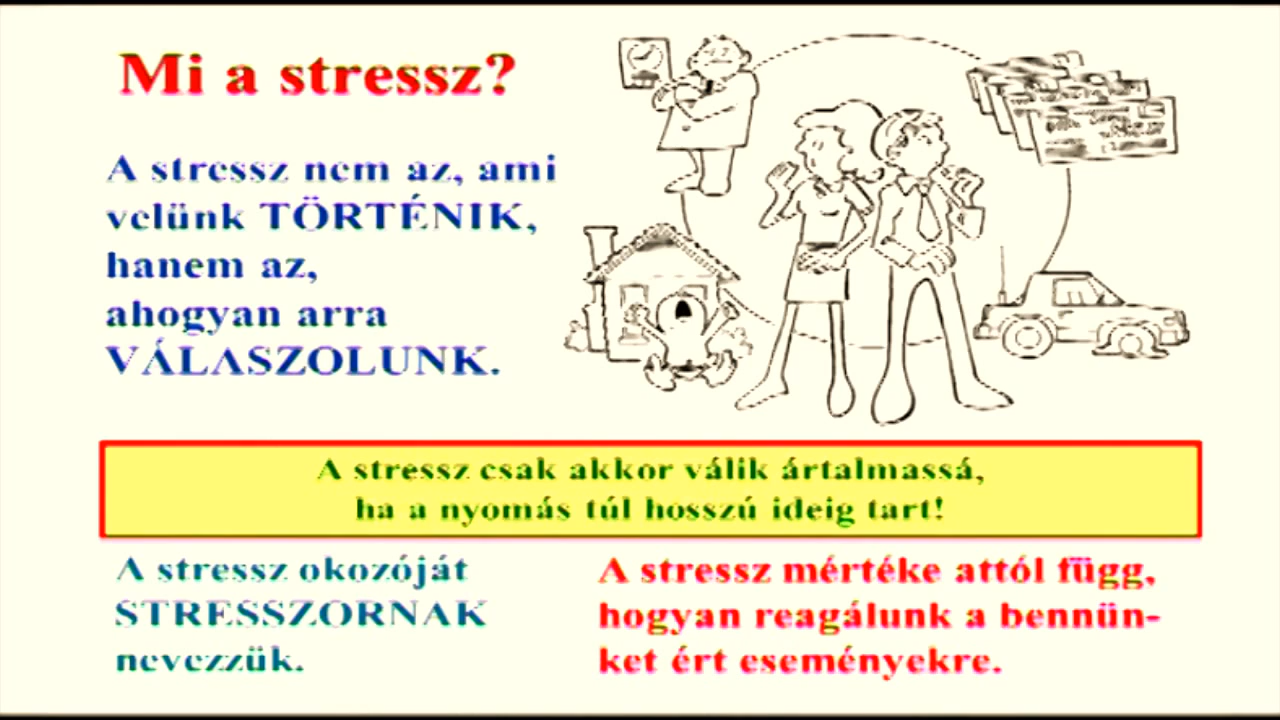 Mi a stressz?
A stressz nem az, ami
velünk TÖRTÉNIK,
hanem az,
ahogyan arra
VÁLASZOLUNK.
A stressz csak akkor válik ártalmassá,
ha a nyomás túl hosszú ideig tart!
A stressz okozóját
STRESSZORNAK
nevezzük.
A stressz mértéke attól függ,
hogyan reagálunk a bennün-
ket ért eseményekre.